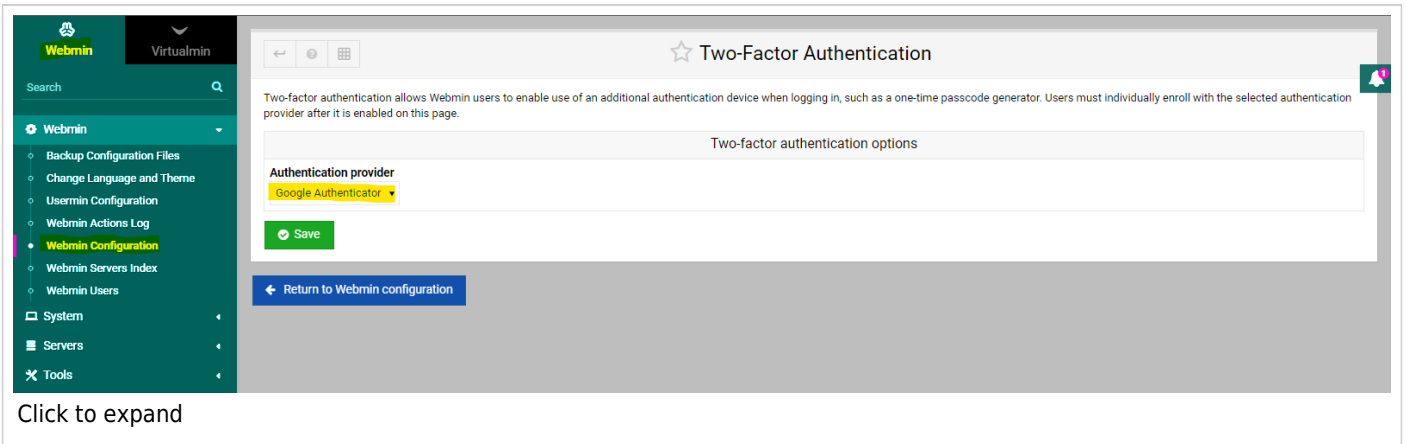 Webmin
Virtualmin
Search
Webmin
Backup Configuration Files
Change Language and Theme
Usermin Configuration
Webmin Actions Log
Webmin Configuration
Webmin Servers Index
Webmin Users
System
Servers
Tools
Two-Factor Authentication
1
Two-factor authentication allows Webmin users to enable use of an additional authentication device when logging in, such as a one-time passcode generator. Users must individually enroll with the selected authentication
provider after it is enabled on this page.
Two-factor authentication options
Authentication provider
Google Authenticator
Save
Return to Webmin configuration
Click to expand